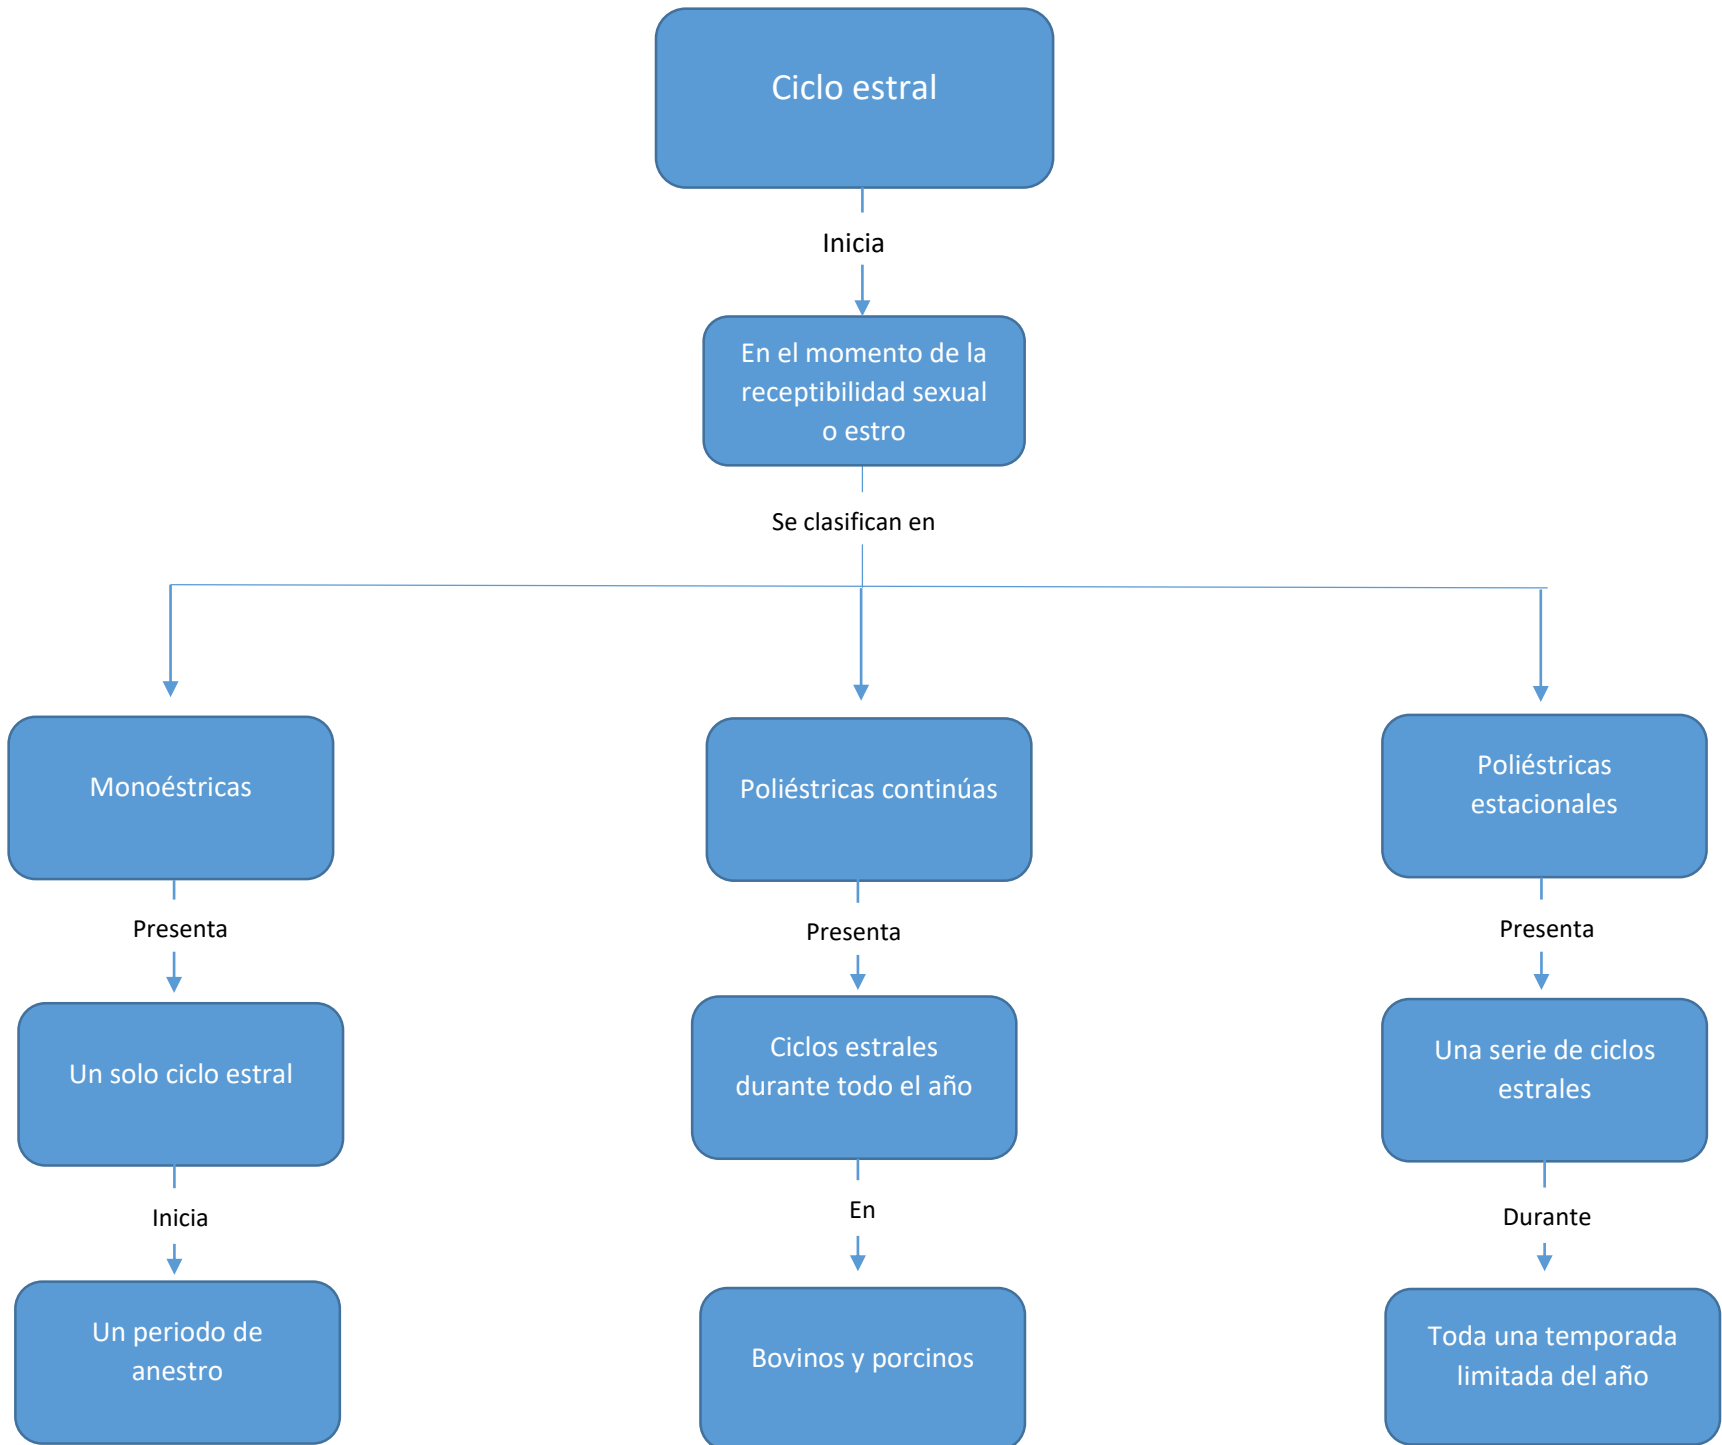 Ciclo estral
Inicia
En el momento de la
receptibilidad sexual
o estro
Se clasifican en
Monoéstricas
Poliéstricas continúas
Poliéstricas
estacionales
Presenta
Presenta
Presenta
Un solo ciclo estral
Ciclos estrales
durante todo el año
Una serie de ciclos
estrales
Inicia
En
Durante
Un periodo de
anestro
Bovinos y porcinos
Toda una temporada
limitada del año